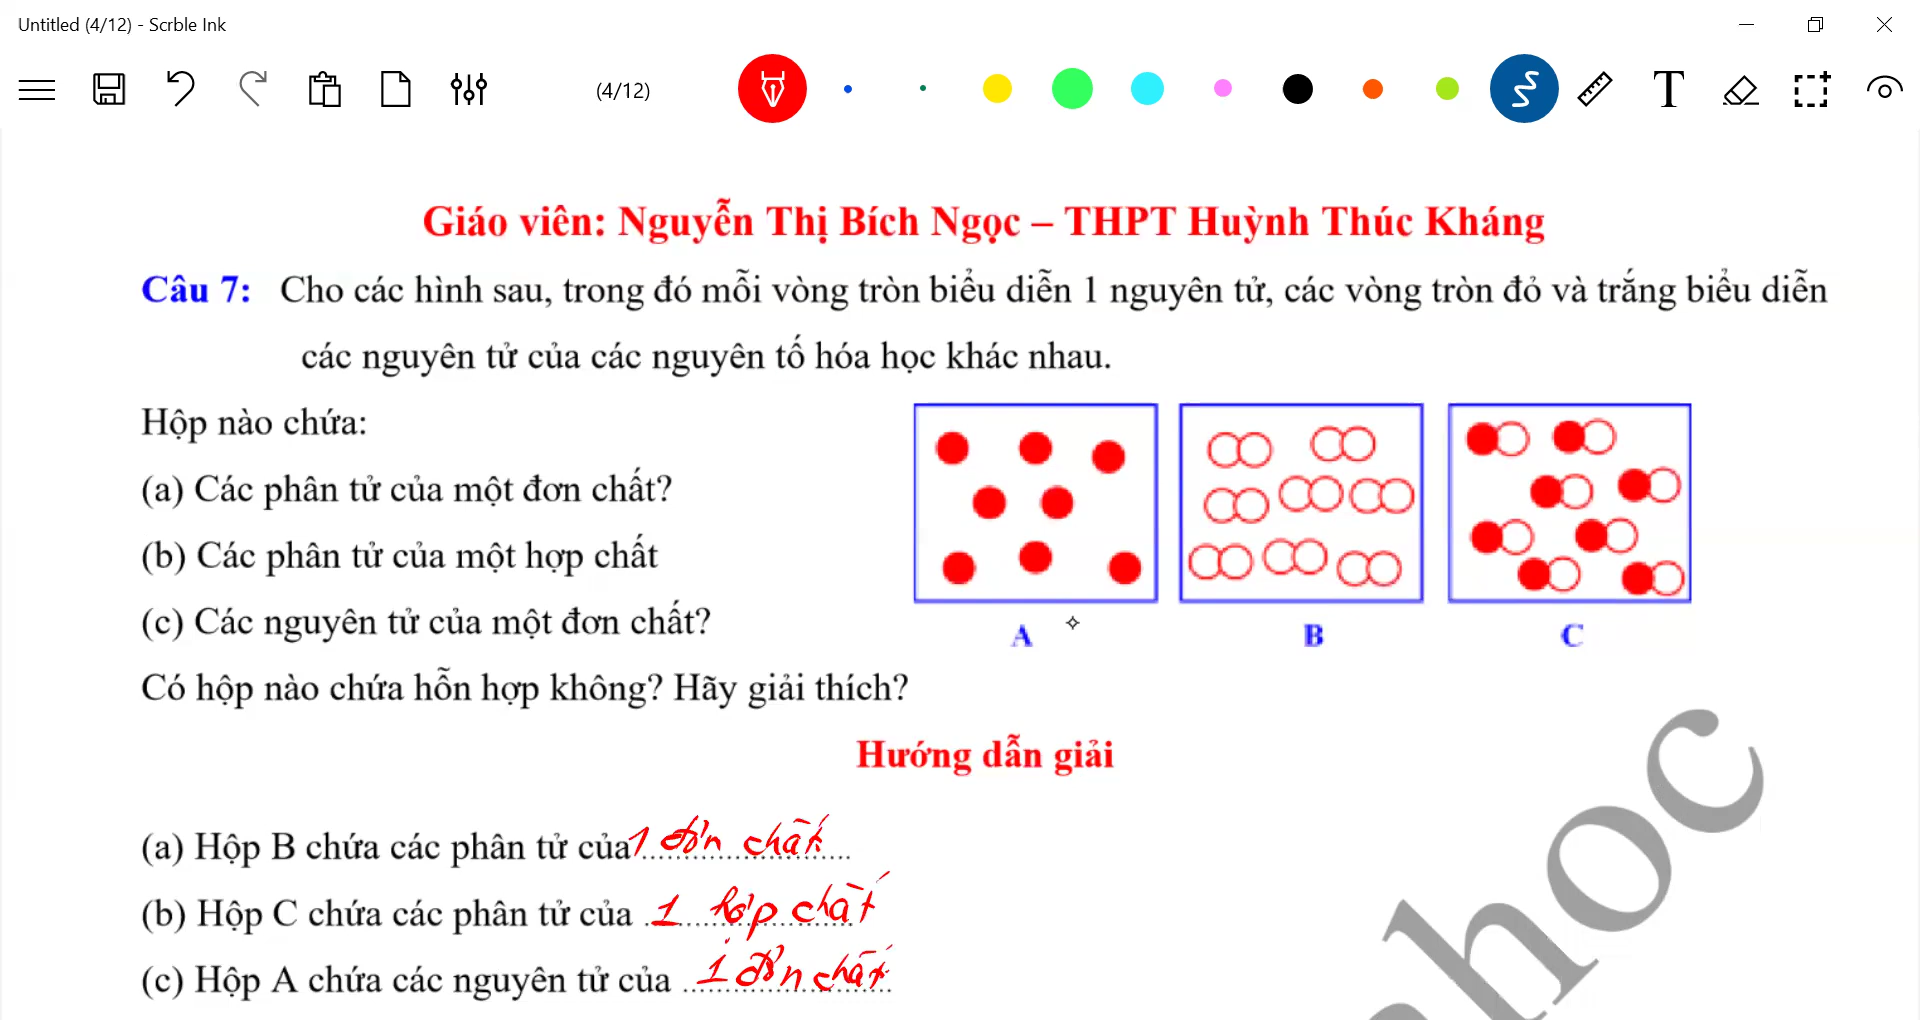 Untitled (4/12) - Scrble Ink
(4/12)
T
Giáo viên: Nguyễn Thị Bích Ngọc – THPT Huỳnh Thúc Kháng
Câu 7: Cho các hình sau, trong đó mỗi vòng tròn biểu diễn 1 nguyên tử, các vòng tròn đỏ và trắng biểu diễn
các nguyên tử của các nguyên tố hóa học khác nhau.
Hộp nào chứa:
(a) Các phân tử của một đơn chất?
(b) Các phân tử của một hợp chất
(c) Các nguyên tử của một đơn chất?
A B C
Có hộp nào chứa hỗn hợp không? Hãy giải thích?
Hướng dẫn giải
(a) Hộp B chứa các phân tử của 1 đơn chất
(b) Hộp C chứa các phân tử của 1 hợp chất
(c) Hộp A chứa các nguyên tử của 1 đơn chất
hoc